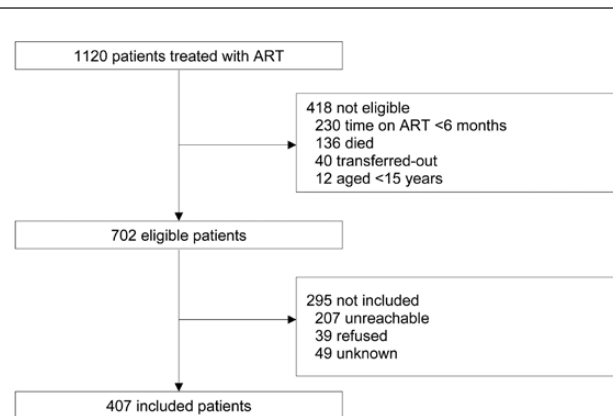 1120 patients treated with ART
418 not eligible
230 time on ART <6 months
136 died
40 transferred-out
12 aged <15 years
702 eligible patients
295 not included
207 unreachable
39 refused
49 unknown
407 included patients